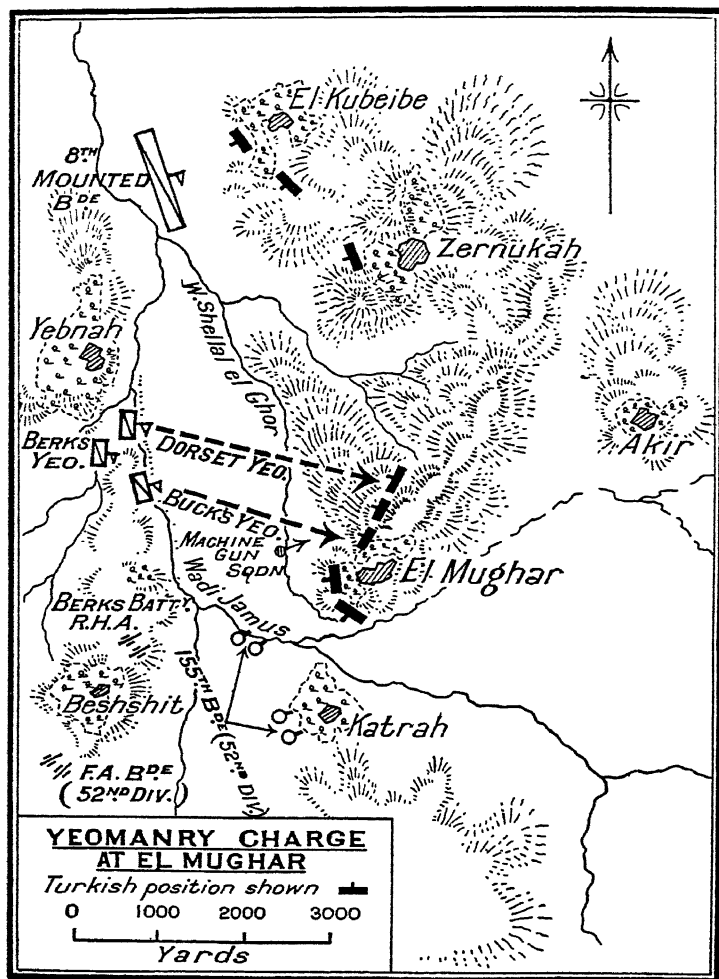 El Kubeibe
8TH
MOUNTED
BDE
Zernukah
W. Shellal el Ghor
Yebnah
Akir
BERKS
YEO.
DORSET YEO.
BUCKS YEO.
MACHINE
GUN
SQDN
El Mughar
Wadi Jamus
BERKS BATTY.
R.H.A.
155TH BDE (52ND DIV.)
Beshshit
Katrah
F.A. BDE
(52ND DIV.)
YEOMANRY CHARGE
AT EL MUGHAR
Turkish position shown
0 1000 2000 3000
Yards